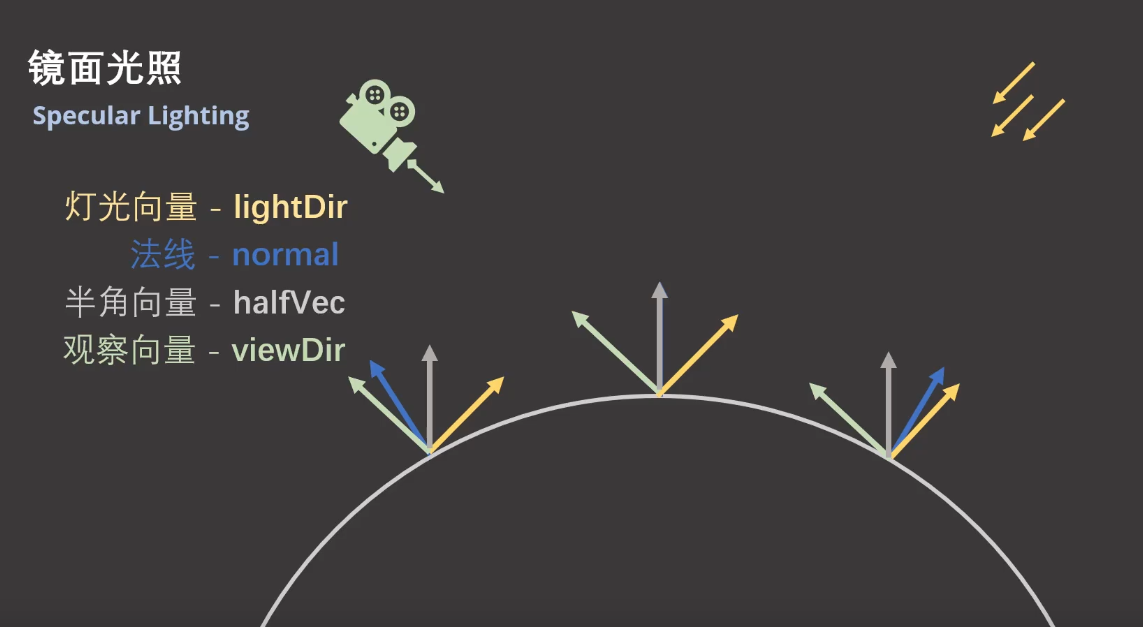 镜面光照
Specular Lighting
灯光向量 - lightDir
法线 - normal
半角向量 - halfVec
观察向量 - viewDir